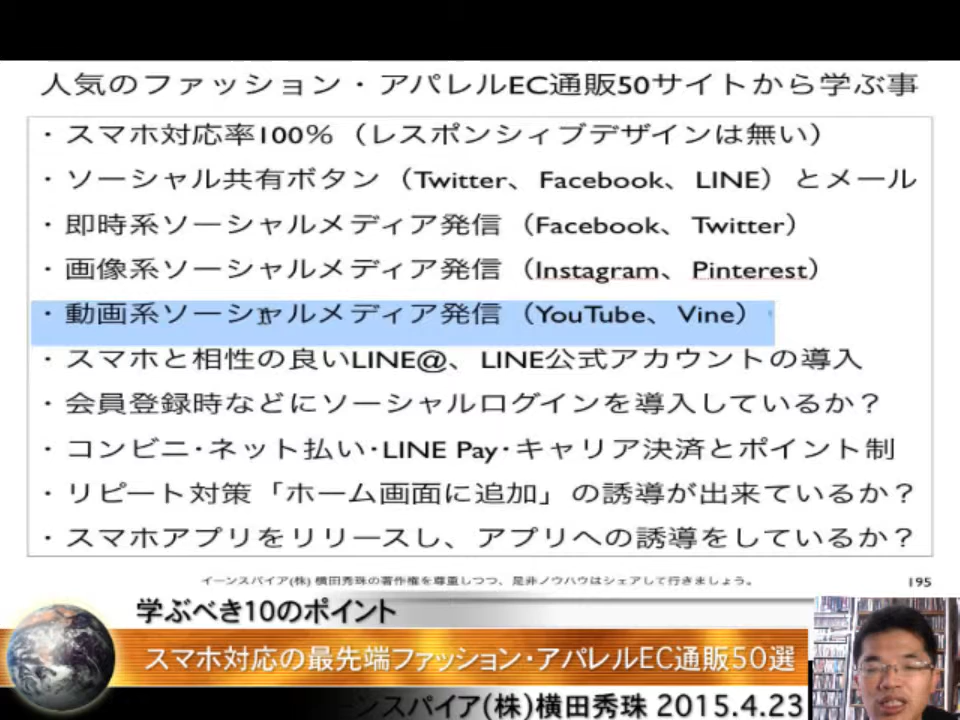 人気のファッション・アパレルEC通販50サイトから学ぶ事
・スマホ対応率100%（レスポンシィブデザインは無い）
・ソーシャル共有ボタン（Twitter、Facebook、LINE）とメール
・即時系ソーシャルメディア発信（Facebook、Twitter）
・画像系ソーシャルメディア発信（Instagram、Pinterest）
・動画系ソーシャルメディア発信（YouTube、Vine）
・スマホと相性の良いLINE@、LINE公式アカウントの導入
・会員登録時などにソーシャルログインを導入しているか？
・コンビニ・ネット払い・LINE Pay・キャリア決済とポイント制
・リピート対策「ホーム画面に追加」の誘導が出来ているか？
・スマホアプリをリリースし、アプリへの誘導をしているか？
イーンスパイア(株) 横田秀珠の著作権を尊重しつつ、是非ノウハウはシェアして行きましょう。
195
学ぶべき10のポイント
スマホ対応の最先端ファッション・アパレルEC通販50選
イーンスパイア(株)横田秀珠 2015.4.23